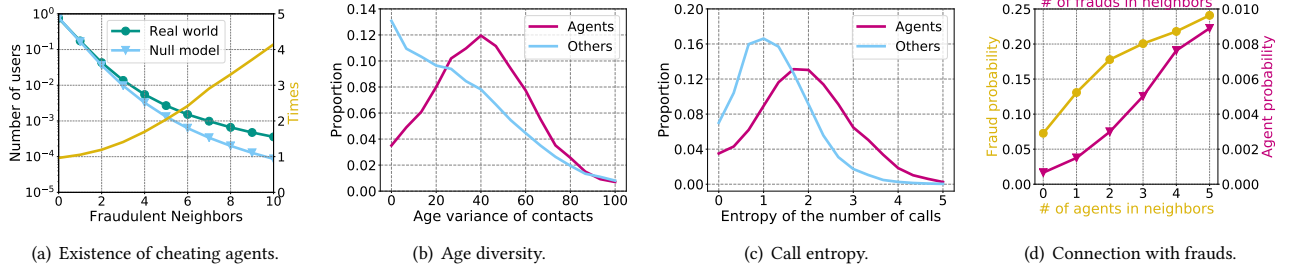 Number of users
10^0
10^-1
10^-2
10^-3
10^-4
10^-5
Real world
Null model
5
4
3
2
1
0
Times
0 2 4 6 8 10
Fraudulent Neighbors
(a) Existence of cheating agents.
Proportion
0.14
0.12
0.10
0.08
0.06
0.04
0.02
0.00
Agents
Others
0 20 40 60 80 100
Age variance of contacts
(b) Age diversity.
Proportion
0.20
0.16
0.12
0.08
0.04
0.00
Agents
Others
0 1 2 3 4 5
Entropy of the number of calls
(c) Call entropy.
# of frauds in neighbors
Fraud probability
0.25
0.20
0.15
0.10
0.05
0.00
0.010
0.008
0.006
0.004
0.002
0.000
Agent probability
0 1 2 3 4 5
# of agents in neighbors
(d) Connection with frauds.